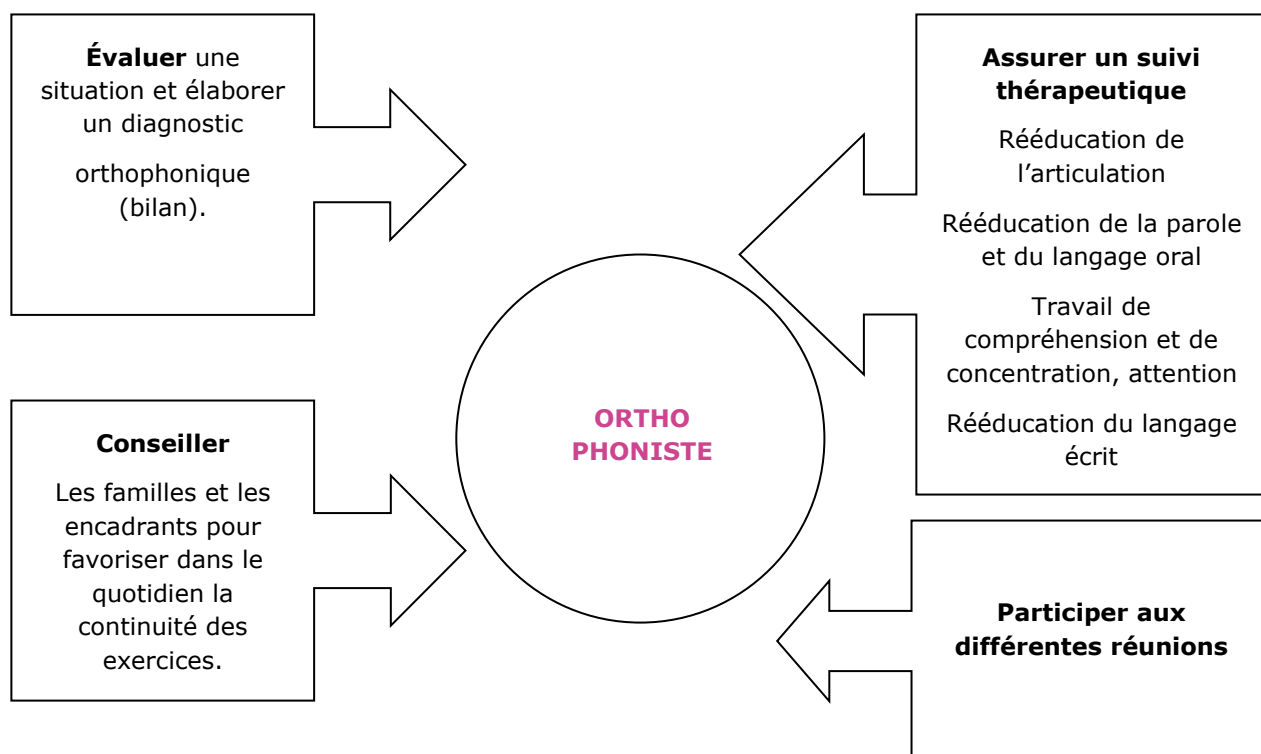 Évaluer une
situation et élaborer
un diagnostic
orthophonique
(bilan).
Conseiller
Les familles et les
encadrants pour
favoriser dans le
quotidien la
continuité des
exercices.
ORTHO
PHONISTE
Assurer un suivi
thérapeutique
Rééducation de
l’articulation
Rééducation de la parole
et du langage oral
Travail de
compréhension et de
concentration, attention
Rééducation du langage
écrit
Participer aux
différentes réunions